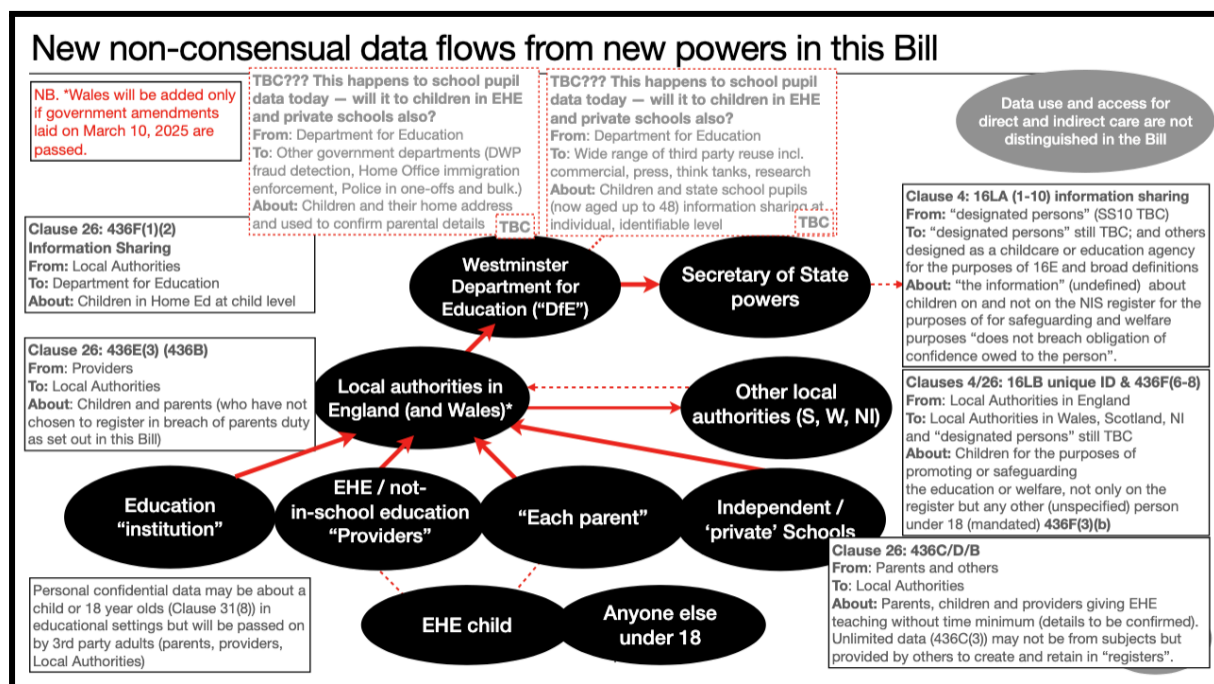 New non-consensual data flows from new powers in this Bill
NB. *Wales will be added only
if government amendments
laid on March 10, 2025 are
passed.
TBC??? This happens to school pupil
data today — will it to children in EHE
and private schools also?
From: Department for Education
To: Other government departments (DWP
fraud detection, Home Office immigration
enforcement, Police in one-offs and bulk.)
About: Children and their home address
and used to confirm parental details
TBC
TBC??? This happens to school pupil
data today — will it to children in EHE
and private schools also?
From: Department for Education
To: Wide range of third party reuse incl.
commercial, press, think tanks, research
About: Children and state school pupils
(now aged up to 48) information sharing at
individual, identifiable level
TBC
Data use and access for
direct and indirect care are not
distinguished in the Bill
Clause 26: 436F(1)(2)
Information Sharing
From: Local Authorities
To: Department for Education
About: Children in Home Ed at child level
Westminster
Department for
Education (“DfE”)
Secretary of State
powers
Clause 4: 16LA (1-10) information sharing
From: “designated persons” (SS10 TBC)
To: “designated persons” still TBC; and others
designed as a childcare or education agency
for the purposes of 16E and broad definitions
About: “the information” (undefined) about
children on and not on the NIS register for the
purposes of for safeguarding and welfare
purposes “does not breach obligation of
confidence owed to the person”.
Clause 26: 436E(3) (436B)
From: Providers
To: Local Authorities
About: Children and parents (who have not
chosen to register in breach of parents duty
as set out in this Bill)
Local authorities in
England (and Wales)*
Other local
authorities (S, W, NI)
Clauses 4/26: 16LB unique ID & 436F(6-8)
From: Local Authorities in England
To: Local Authorities in Wales, Scotland, NI
and “designated persons” still TBC
About: Children for the purposes of
promoting or safeguarding
the education or welfare, not only on the
register but any other (unspecified) person
under 18 (mandated) 436F(3)(b)
Education
“institution”
EHE / not-
in-school education
“Providers”
“Each parent”
Independent /
‘private’ Schools
Clause 26: 436C/D/B
From: Parents and others
To: Local Authorities
About: Parents, children and providers giving EHE
teaching without time minimum (details to be confirmed).
Unlimited data (436C(3)) may not be from subjects but
provided by others to create and retain in “registers”.
Personal confidential data may be about a
child or 18 year olds (Clause 31(8)) in
educational settings but will be passed on
by 3rd party adults (parents, providers,
Local Authorities)
EHE child
Anyone else
under 18